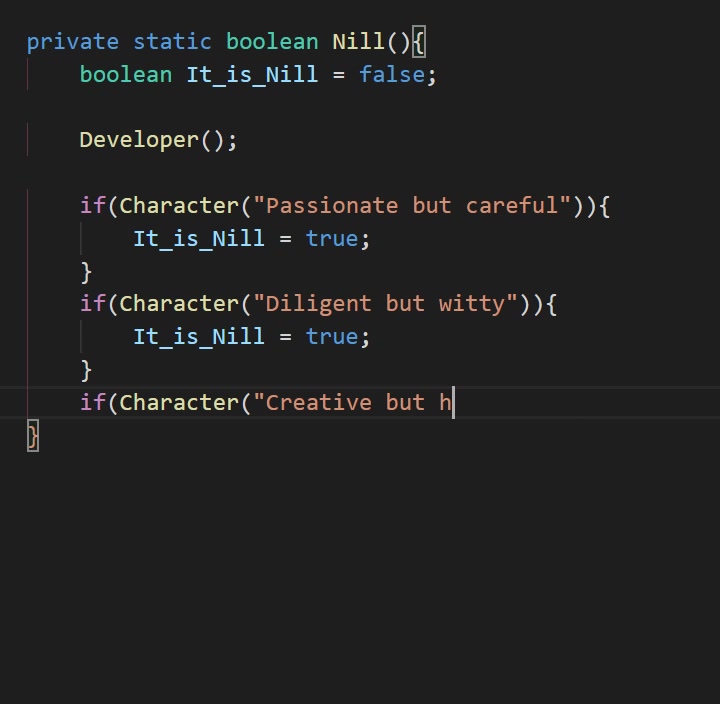 private static boolean Nill(){
    boolean It_is_Nill = false;
    Developer();
    if(Character("Passionate but careful")){
        It_is_Nill = true;
    }
    if(Character("Diligent but witty")){
        It_is_Nill = true;
    }
    if(Character("Creative but h
}